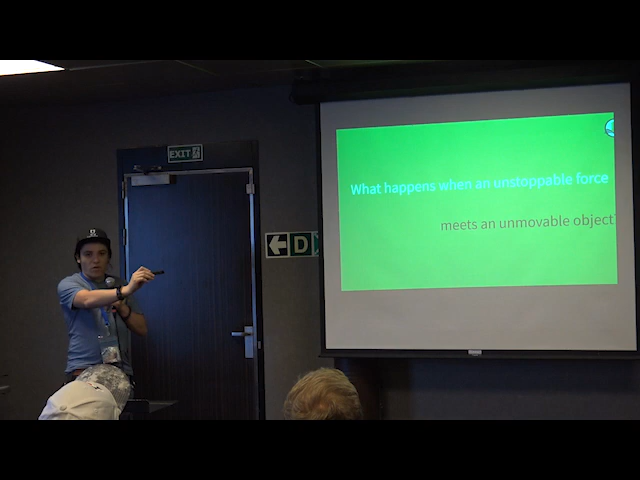 EXIT
D
What happens when an unstoppable force
meets an unmovable object?